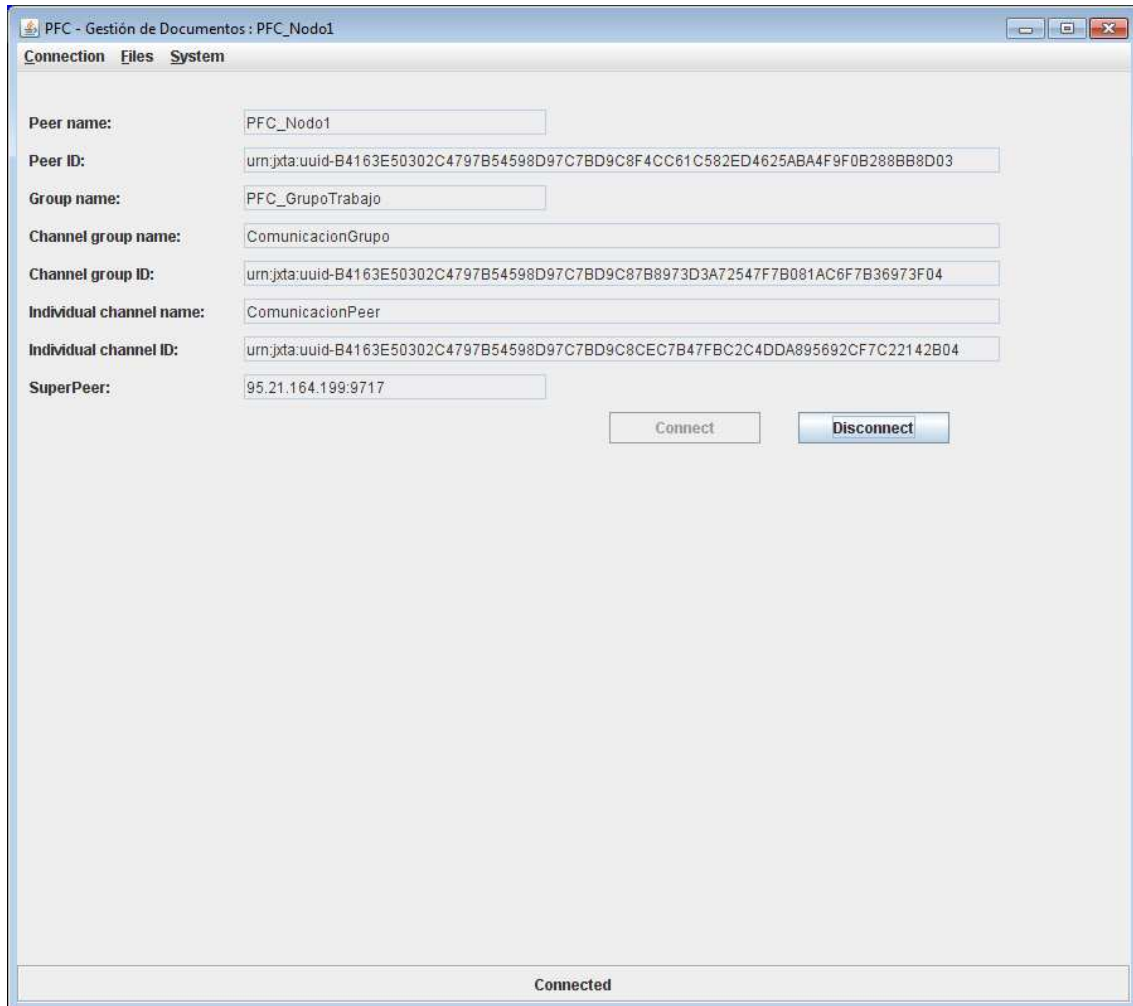 PFC - Gestión de Documentos : PFC_Nodo1
Connection Files System
Peer name: PFC_Nodo1
Peer ID: urn:jxta:uuid-B4163E50302C4797B54598D97C7BD9C8F4CC61C582ED4625ABA4F9F0B288BB8D03
Group name: PFC_GrupoTrabajo
Channel group name: ComunicacionGrupo
Channel group ID: urn:jxta:uuid-B4163E50302C4797B54598D97C7BD9C87B8973D3A72547F7B081AC6F7B36973F04
Individual channel name: ComunicacionPeer
Individual channel ID: urn:jxta:uuid-B4163E50302C4797B54598D97C7BD9C8CEC7B47FBC2C4DDA895692CF7C22142B04
SuperPeer: 95.21.164.199:9717
Connect Disconnect
Connected